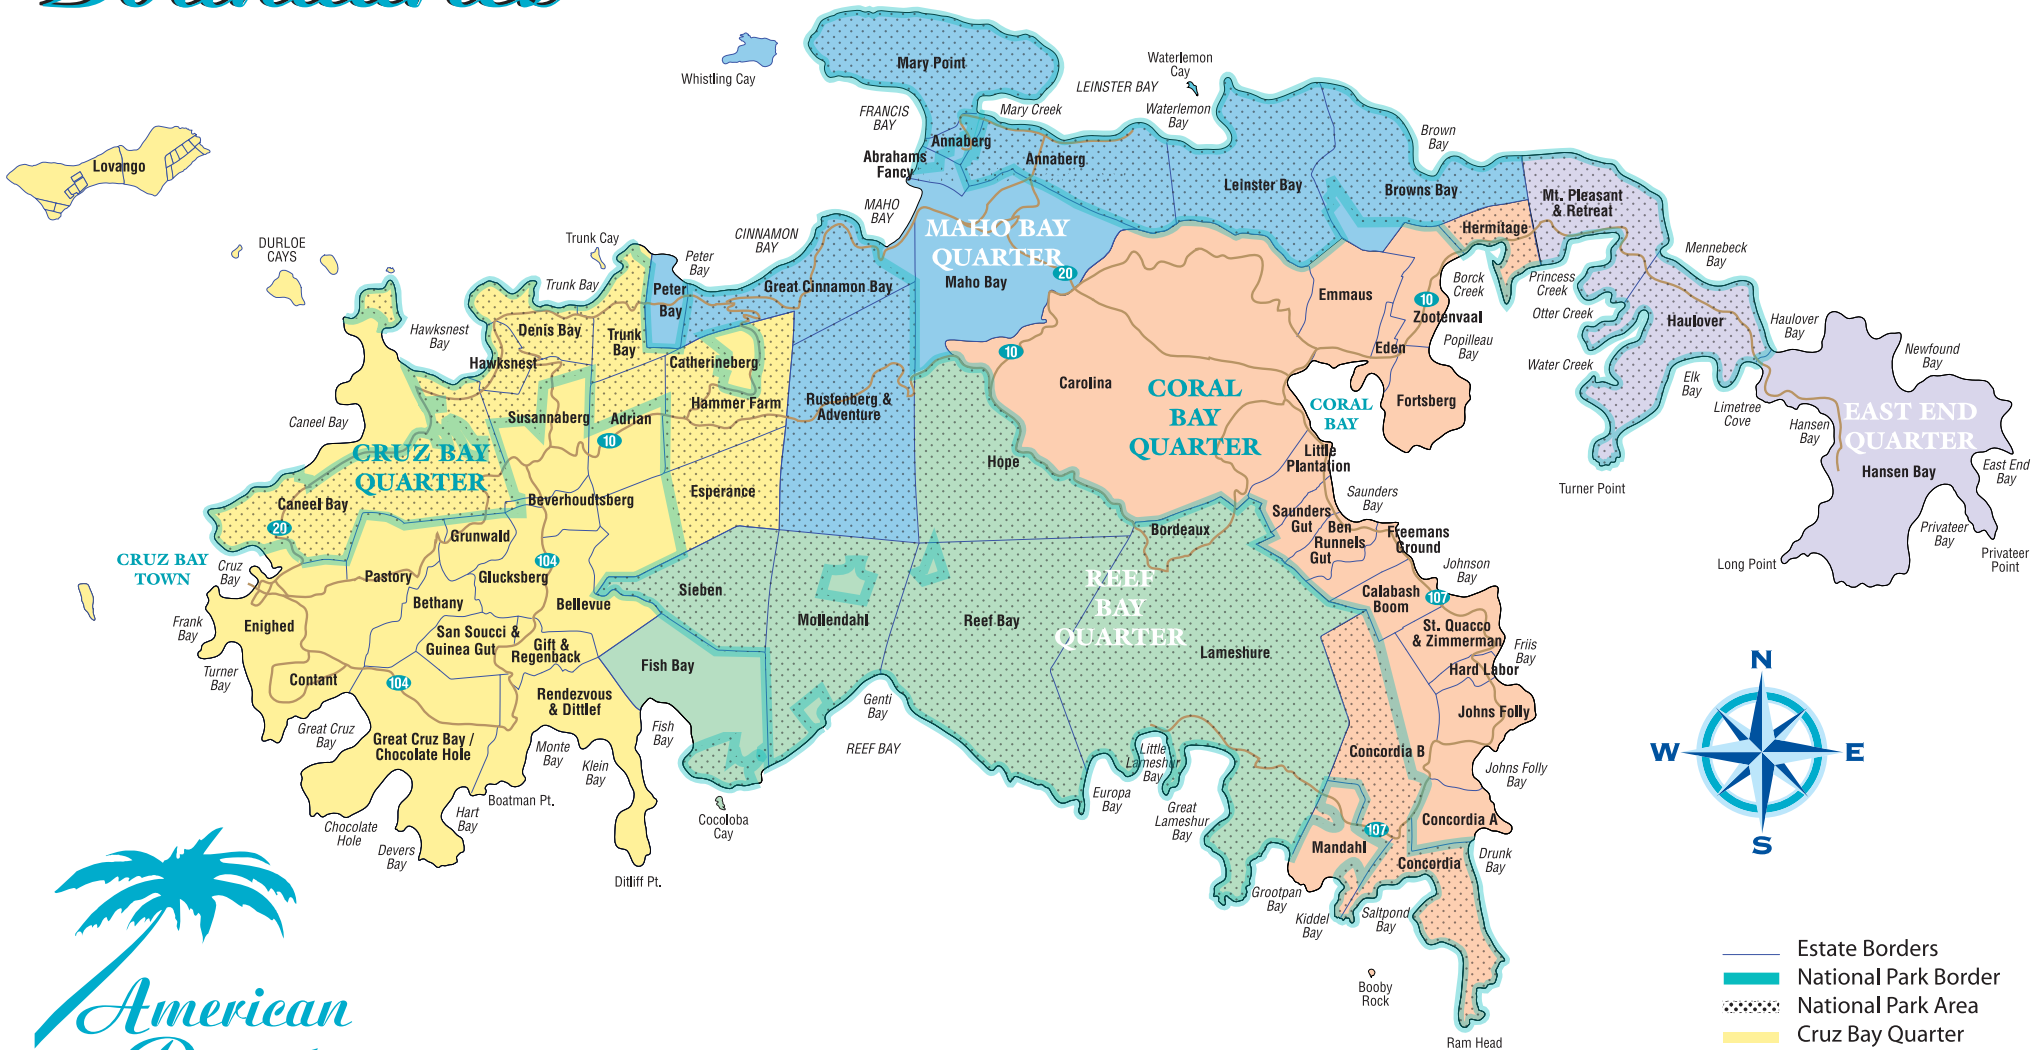 Boundaries
Whistling Cay
Mary Point
Waterlemon
Cay
LEINSTER BAY
Waterlemon
Bay
Mary Creek
FRANCIS
BAY
Annaberg
Annaberg
Abrahams
Fancy
Brown
Bay
Leinster Bay
Browns Bay
Mt. Pleasant
& Retreat
Hermitage
Lovango
DURLOE
CAYS
Trunk Cay
Trunk Bay
Peter
Bay
CINNAMON
BAY
MAHO
BAY
MAHO BAY
QUARTER
20
Maho Bay
Great Cinnamon Bay
Peter
Bay
Mennebeck
Bay
Borck
Creek
Princess
Creek
Otter Creek
Haulover
Haulover
Bay
Water Creek
Elk
Bay
Limetree
Cove
Newfound
Bay
Hansen
Bay
EAST END
QUARTER
Hansen Bay
East End
Bay
Privateer
Bay
Privateer
Point
Long Point
Turner Point
Emmaus
10
Zootenvaal
Eden
Popilleau
Bay
Fortsberg
CORAL
BAY
10
Carolina
CORAL
BAY
QUARTER
Hawksnest
Bay
Denis Bay
Trunk
Bay
Hawksnest
Catherineberg
Hammer Farm
Rustenberg &
Adventure
Susannaberg
Adrian
10
Caneel Bay
CRUZ BAY
QUARTER
Caneel Bay
20
Beverhoudtsberg
Esperance
Hope
Little
Plantation
Saunders
Bay
Saunders
Gut
Ben
Runnels
Gut
Freemans
Ground
Bordeaux
Johnson
Bay
Calabash
Boom
107
St. Quacco
& Zimmerman
Friis
Bay
Hard Labor
Johns Folly
Johns Folly
Bay
CRUZ BAY
TOWN
Cruz
Bay
Grunwald
104
Pastory
Glucksberg
Bethany
Bellevue
Sieben
Mollendahl
Reef Bay
REEF
BAY
QUARTER
Lameshure
Frank
Bay
Enighed
San Soucci &
Guinea Gut
Gift &
Regenback
Fish Bay
Turner
Bay
Contant
104
Rendezvous
& Dittlef
Great Cruz
Bay
Great Cruz Bay /
Chocolate Hole
Monte
Bay
Klein
Bay
Fish
Bay
Genti
Bay
REEF BAY
Little
Lameshur
Bay
Europa
Bay
Great
Lameshur
Bay
Concordia B
Concordia A
107
Mandahl
Concordia
Drunk
Bay
Grootpan
Bay
Kiddel
Bay
Saltpond
Bay
Booby
Rock
Ram Head
Boatman Pt.
Hart
Bay
Chocolate
Hole
Devers
Bay
Ditliff Pt.
Cocoloba
Cay
N
W
E
S
American
Estate Borders
National Park Border
National Park Area
Cruz Bay Quarter